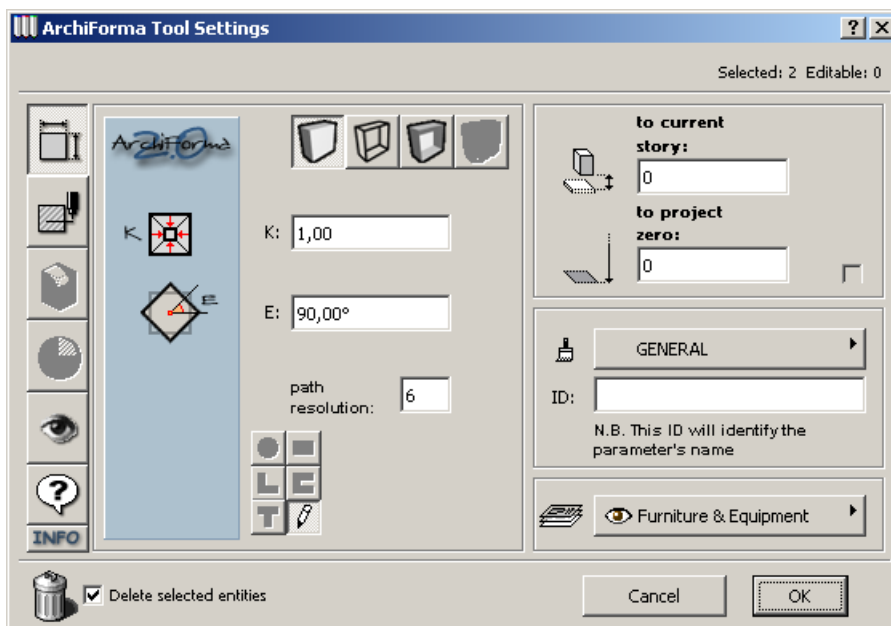 ArchiForma Tool Settings
Selected: 2 Editable: 0
ArchiForma
2.0
K
E
K: 1,00
E: 90,00°
path
resolution: 6
to current
story:
0
to project
zero:
0
GENERAL
ID:
N.B. This ID will identify the
parameter's name
Furniture & Equipment
INFO
Delete selected entities
Cancel
OK